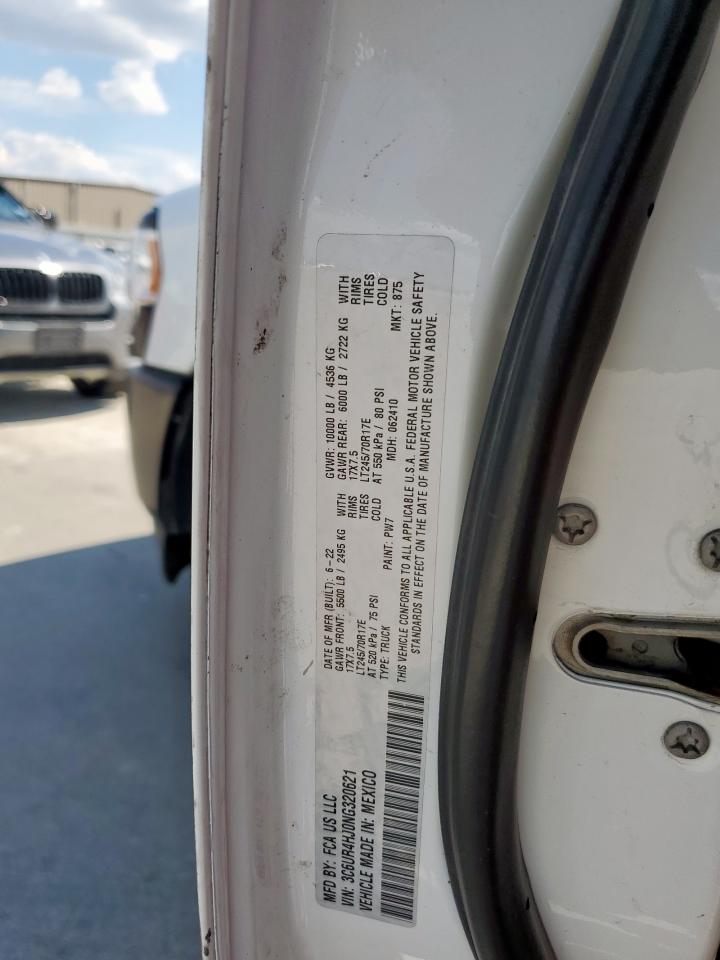 MFD BY: FCA US LLC
VIN: 3C6UR4HJ0NG320621
VEHICLE MADE IN: MEXICO
DATE OF MFR (BUILT): 6-22 GVWR: 10000 LB / 4536 KG
GAWR FRONT: 5500 LB / 2495 KG WITH GAWR REAR: 6000 LB / 2722 KG WITH
17X7.5 RIMS 17X7.5 RIMS
LT245/70R17E TIRES LT245/70R17E TIRES
AT 520 kPa / 75 PSI COLD AT 550 kPa / 80 PSI COLD
TYPE: TRUCK PAINT: PW7 MDH: 062410 MKT: 875
THIS VEHICLE CONFORMS TO ALL APPLICABLE U.S.A. FEDERAL MOTOR VEHICLE SAFETY
STANDARDS IN EFFECT ON THE DATE OF MANUFACTURE SHOWN ABOVE.